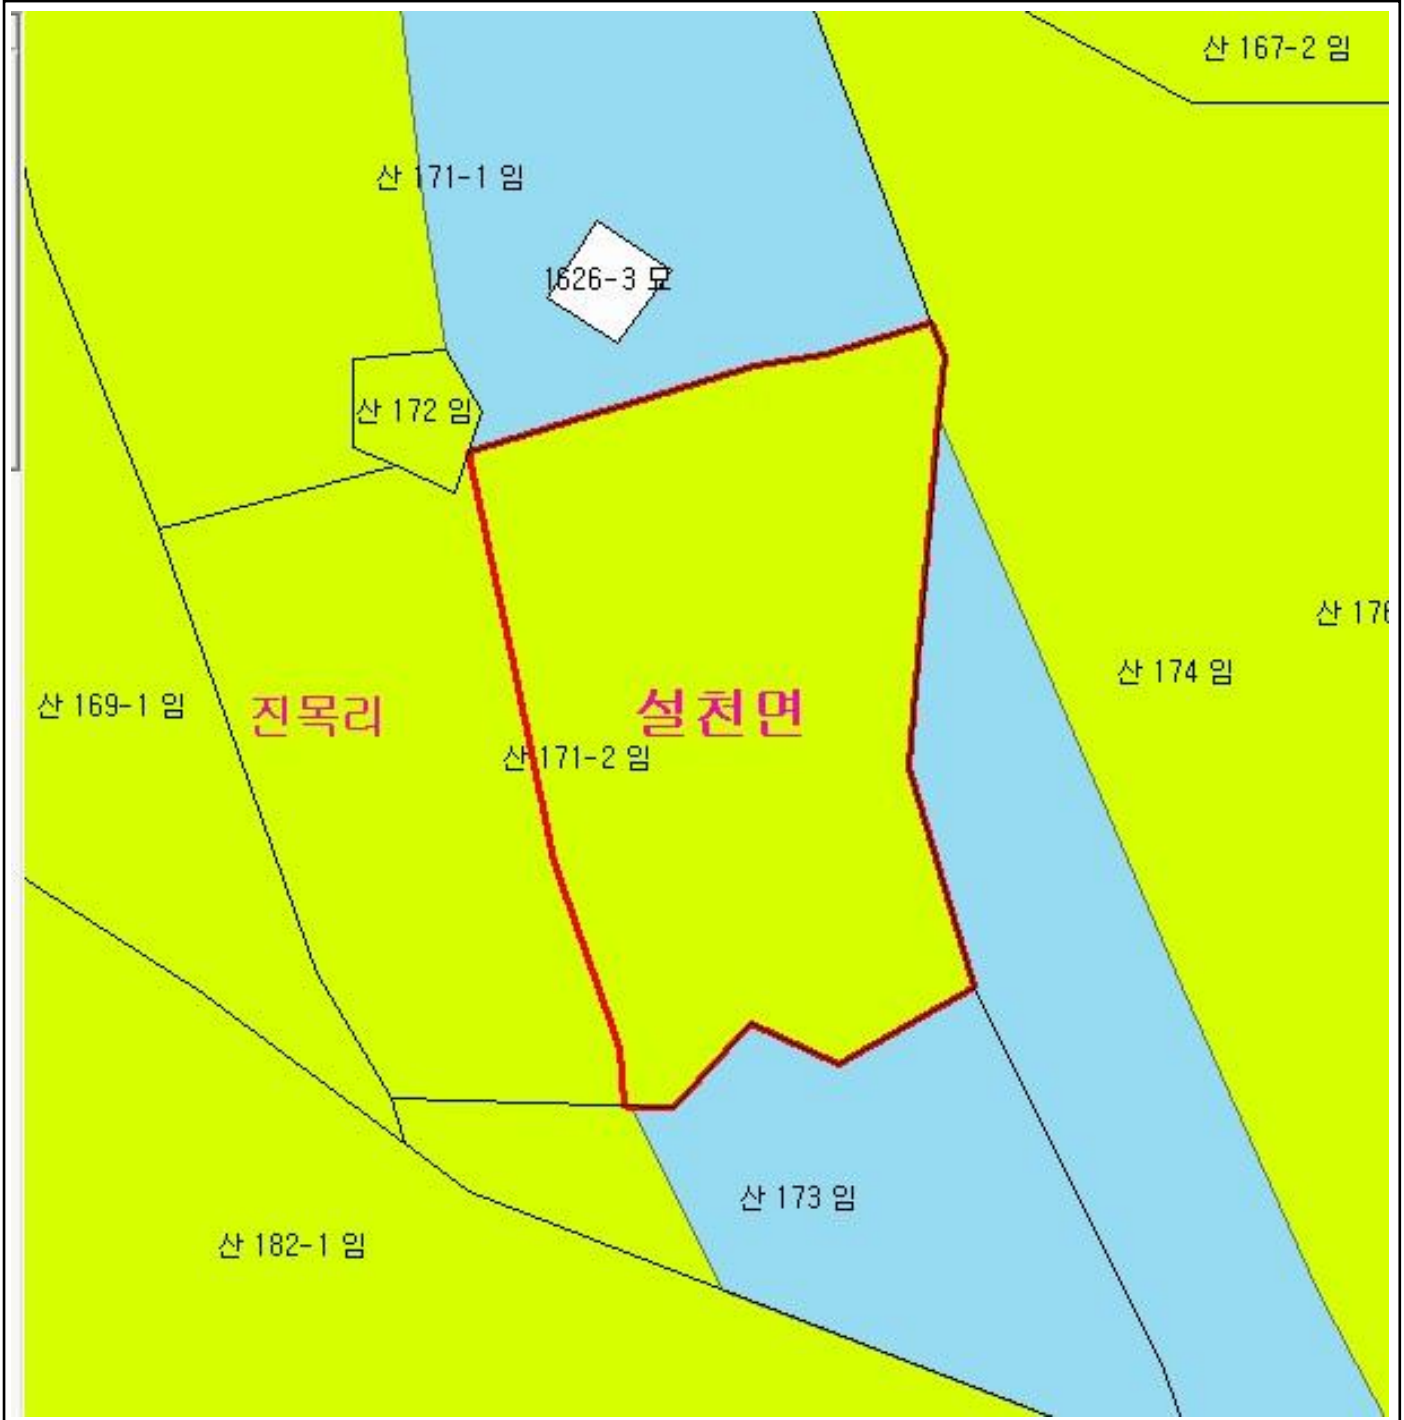 산 167-2 임
산 171-1 임
1626-3 묘
산 172 임
산 176
산 174 임
산 169-1 임
진목리
설천면
산 171-2 임
산 173 임
산 182-1 임